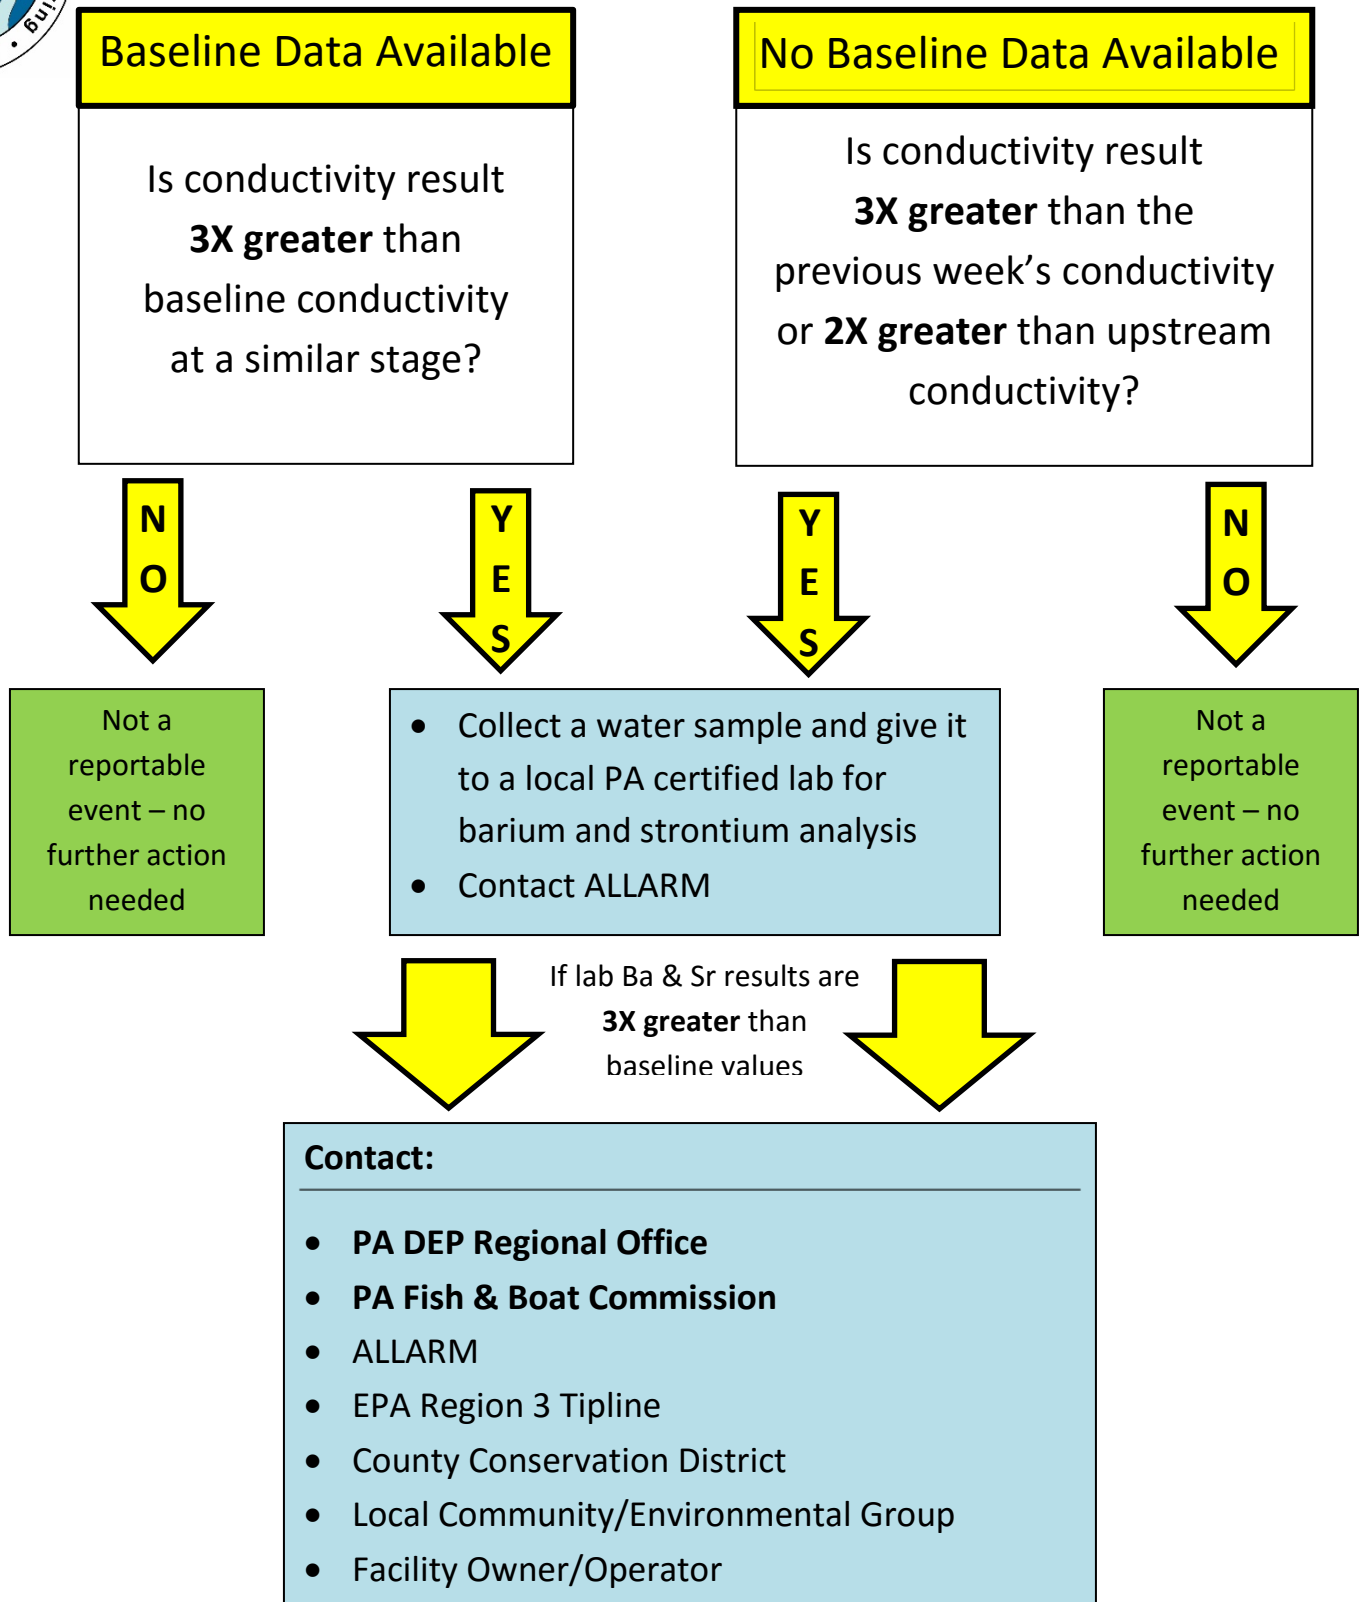 Baseline Data Available
Is conductivity result
3X greater than
baseline conductivity
at a similar stage?
No Baseline Data Available
Is conductivity result
3X greater than the
previous week’s conductivity
or 2X greater than upstream
conductivity?
NO
YES
YES
NO
Not a
reportable
event – no
further action
needed
• Collect a water sample and give it
to a local PA certified lab for
barium and strontium analysis
• Contact ALLARM
Not a
reportable
event – no
further action
needed
If lab Ba & Sr results are
3X greater than
baseline values
Contact:
• PA DEP Regional Office
• PA Fish & Boat Commission
• ALLARM
• EPA Region 3 Tipline
• County Conservation District
• Local Community/Environmental Group
• Facility Owner/Operator